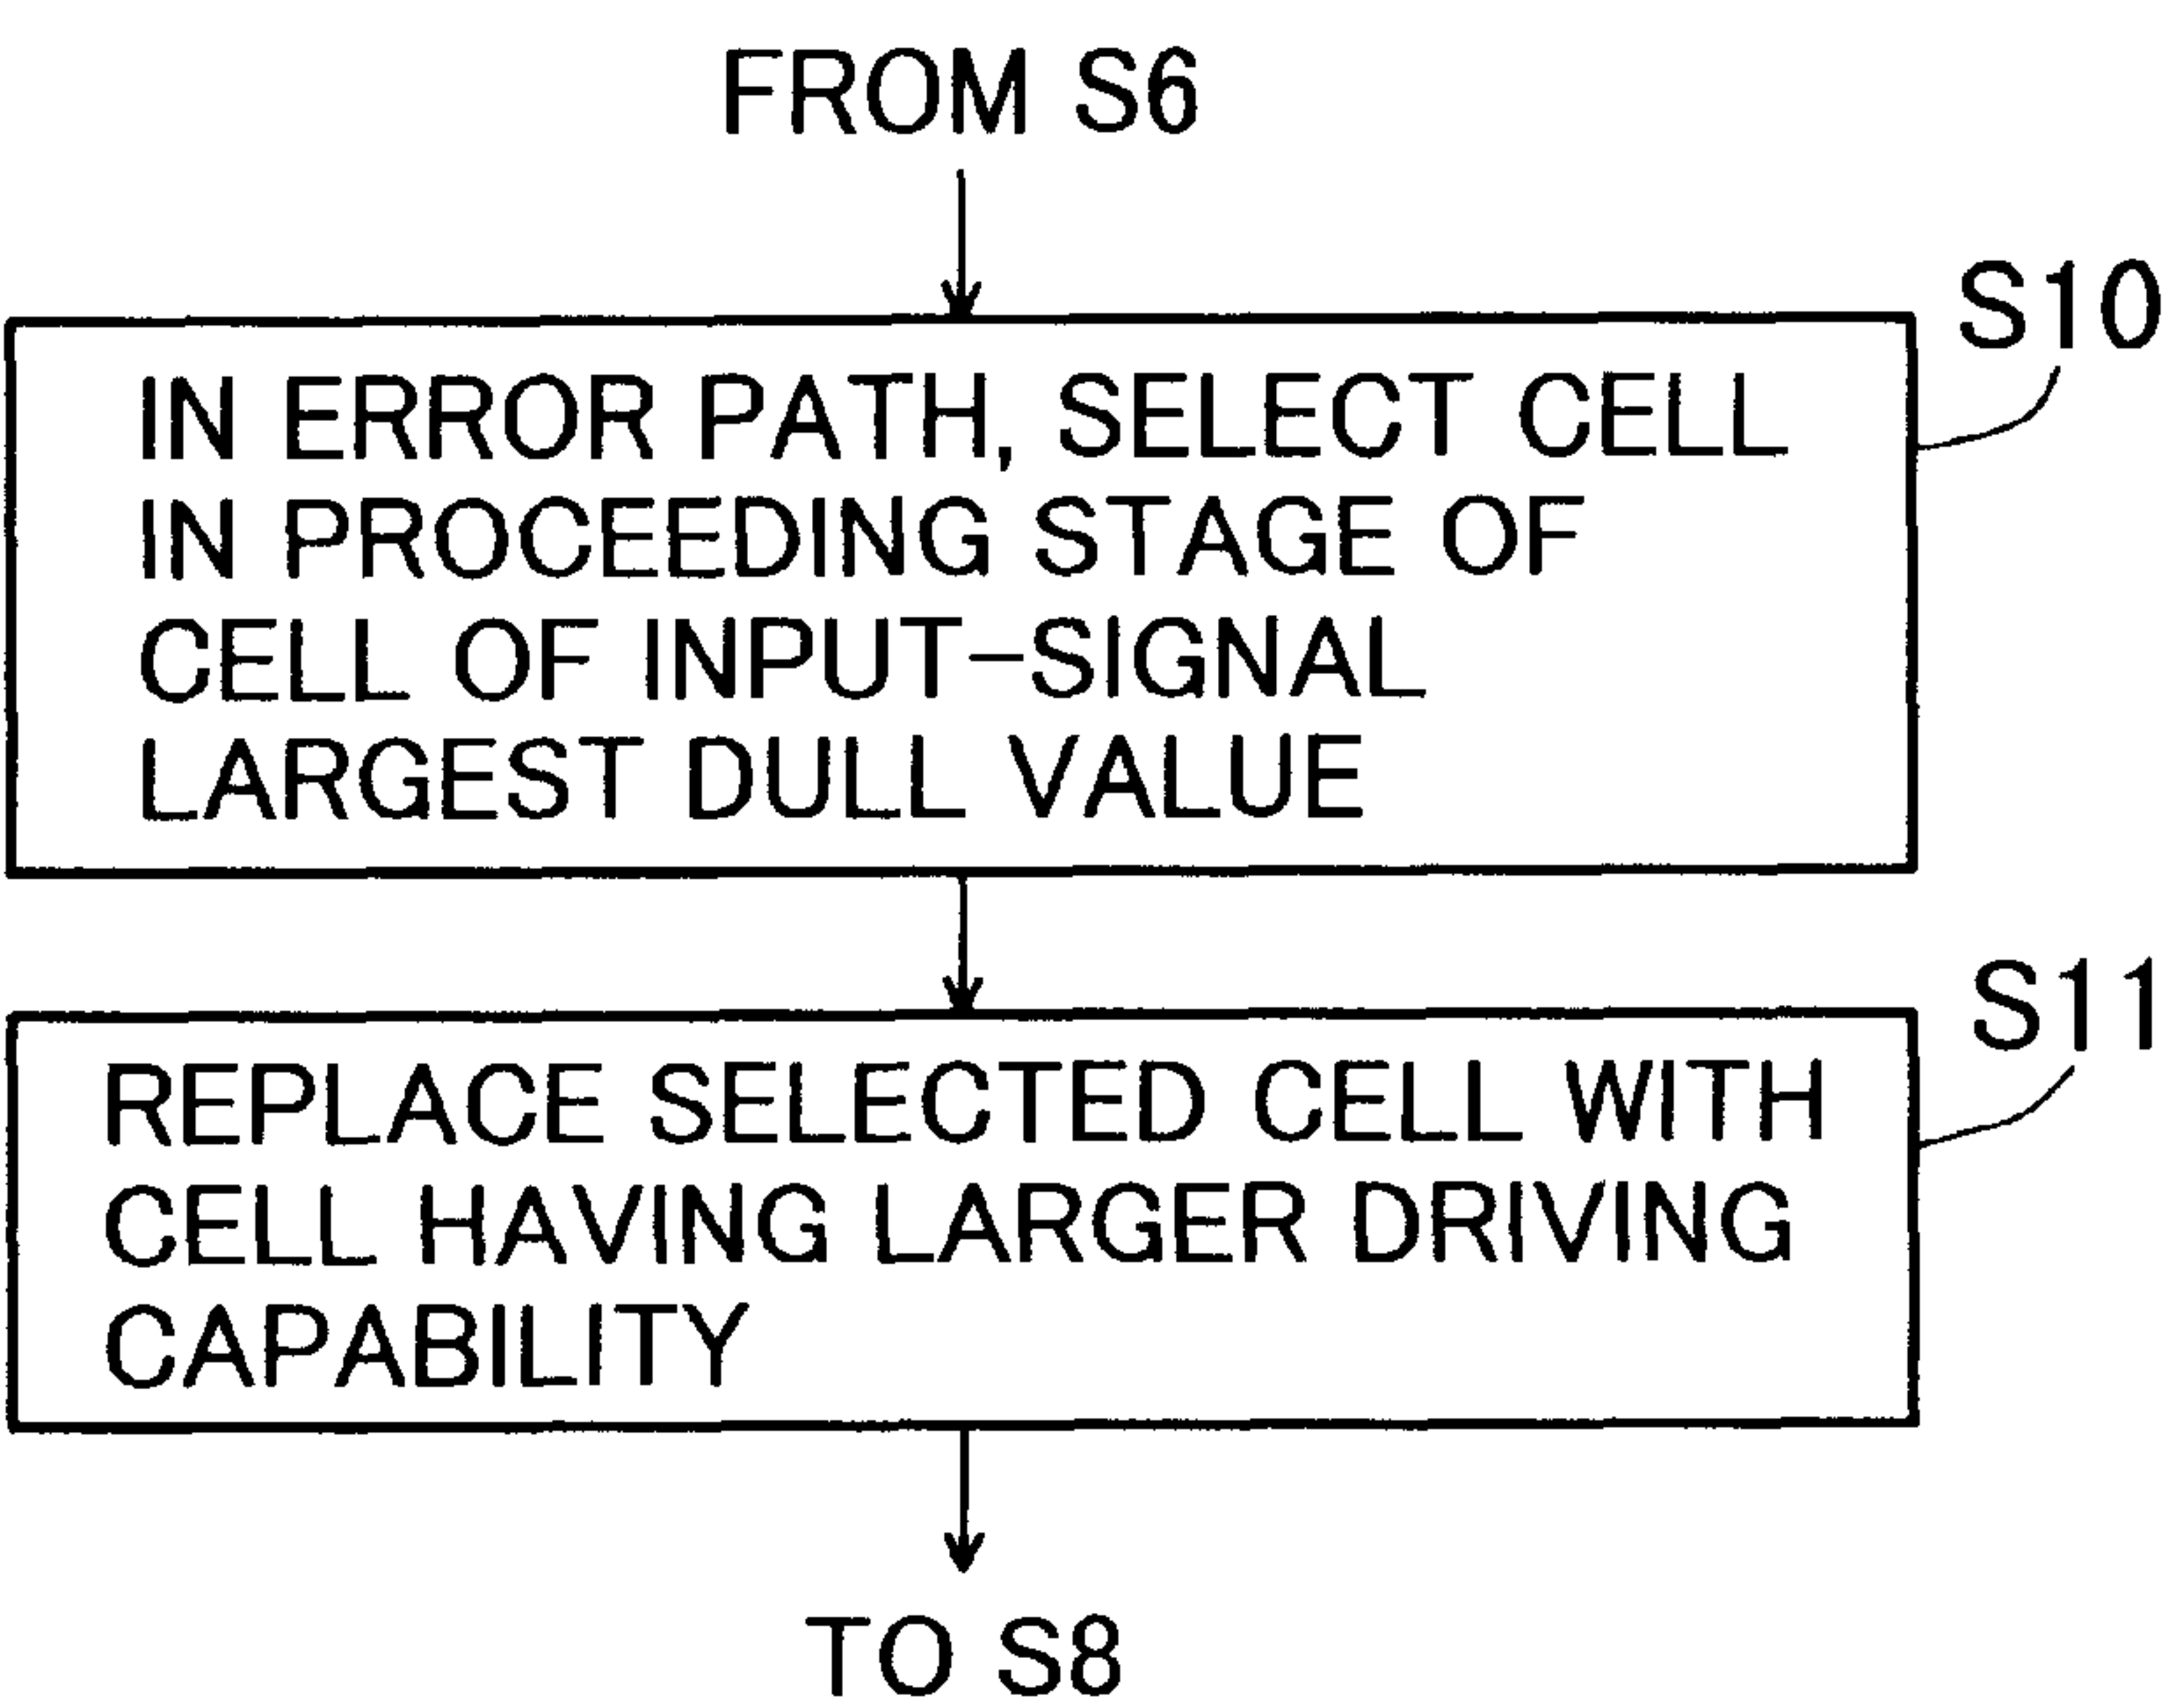 FROM S6
S10
IN ERROR PATH, SELECT CELL
IN PROCEEDING STAGE OF
CELL OF INPUT-SIGNAL
LARGEST DULL VALUE
S11
REPLACE SELECTED CELL WITH
CELL HAVING LARGER DRIVING
CAPABILITY
TO S8